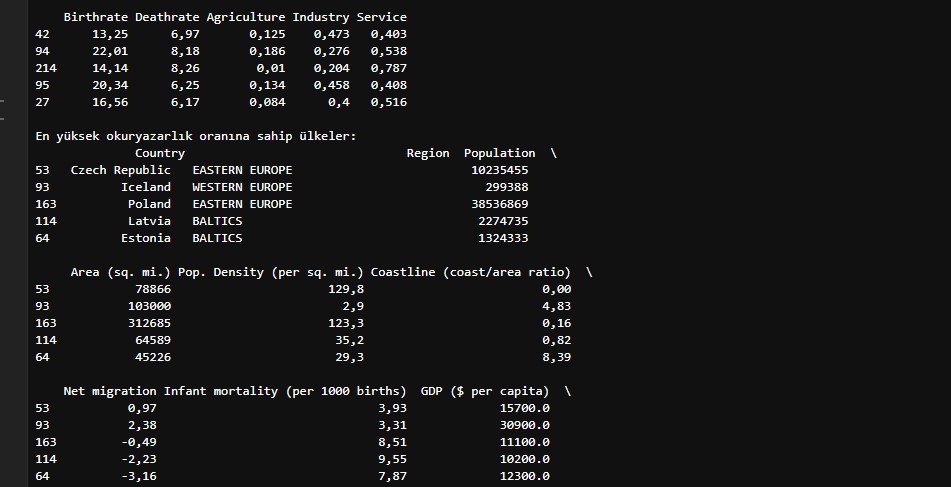 Birthrate Deathrate Agriculture Industry Service
42 13,25 6,97 0,125 0,473 0,403
94 22,01 8,18 0,186 0,276 0,538
214 14,14 8,26 0,01 0,204 0,787
95 20,34 6,25 0,134 0,458 0,408
27 16,56 6,17 0,084 0,4 0,516
En yüksek okuryazarlık oranına sahip ülkeler:
Country Region Population \
53 Czech Republic EASTERN EUROPE 10235455
93 Iceland WESTERN EUROPE 299388
163 Poland EASTERN EUROPE 38536869
114 Latvia BALTICS 2274735
64 Estonia BALTICS 1324333
Area (sq. mi.) Pop. Density (per sq. mi.) Coastline (coast/area ratio) \
53 78866 129,8 0,00
93 103000 2,9 4,83
163 312685 123,3 0,16
114 64589 35,2 0,82
64 45226 29,3 8,39
Net migration Infant mortality (per 1000 births) GDP ($ per capita) \
53 0,97 3,93 15700.0
93 2,38 3,31 30900.0
163 -0,49 8,51 11100.0
114 -2,23 9,55 10200.0
64 -3,16 7,87 12300.0